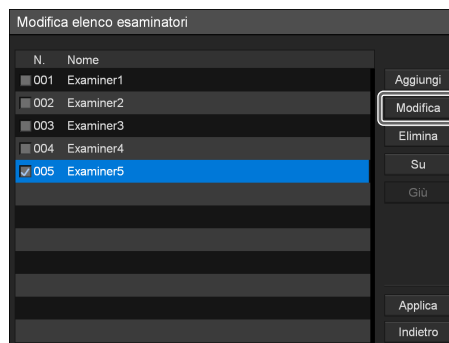 Modifica elenco esaminatori
N. Nome
001 Examiner1
002 Examiner2
003 Examiner3
004 Examiner4
005 Examiner5
Aggiungi
Modifica
Elimina
Su
Giù
Applica
Indietro